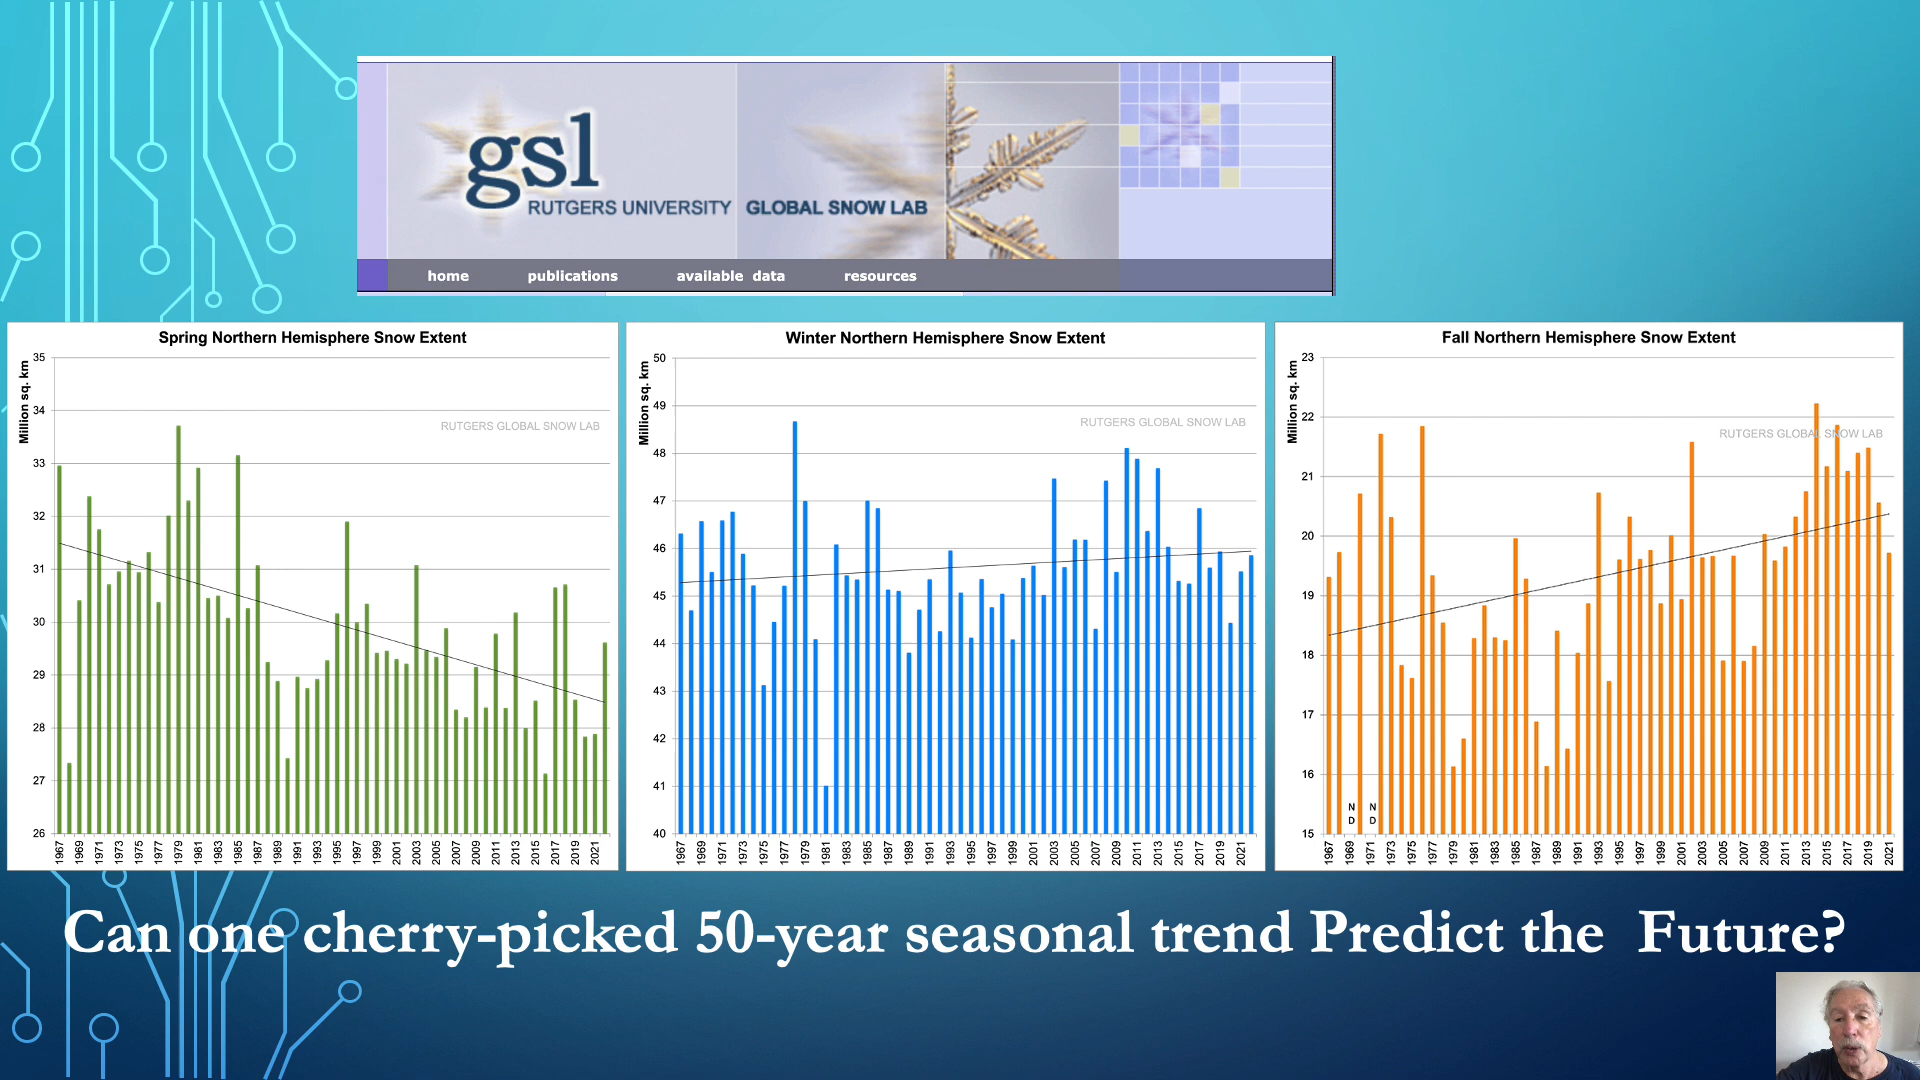 gsl
RUTGERS UNIVERSITY GLOBAL SNOW LAB
home publications available data resources
Spring Northern Hemisphere Snow Extent
Million sq. km
35
34
33
32
31
30
29
28
27
26
RUTGERS GLOBAL SNOW LAB
1967 1969 1971 1973 1975 1977 1979 1981 1983 1985 1987 1989 1991 1993 1995 1997 1999 2001 2003 2005 2007 2009 2011 2013 2015 2017 2019 2021
Winter Northern Hemisphere Snow Extent
Million sq. km
50
49
48
47
46
45
44
43
42
41
40
RUTGERS GLOBAL SNOW LAB
1967 1969 1971 1973 1975 1977 1979 1981 1983 1985 1987 1989 1991 1993 1995 1997 1999 2001 2003 2005 2007 2009 2011 2013 2015 2017 2019 2021
Fall Northern Hemisphere Snow Extent
Million sq. km
23
22
21
20
19
18
17
16
15
RUTGERS GLOBAL SNOW LAB
N N
D D
1967 1969 1971 1973 1975 1977 1979 1981 1983 1985 1987 1989 1991 1993 1995 1997 1999 2001 2003 2005 2007 2009 2011 2013 2015 2017 2019 2021
Can one cherry-picked 50-year seasonal trend Predict the Future?